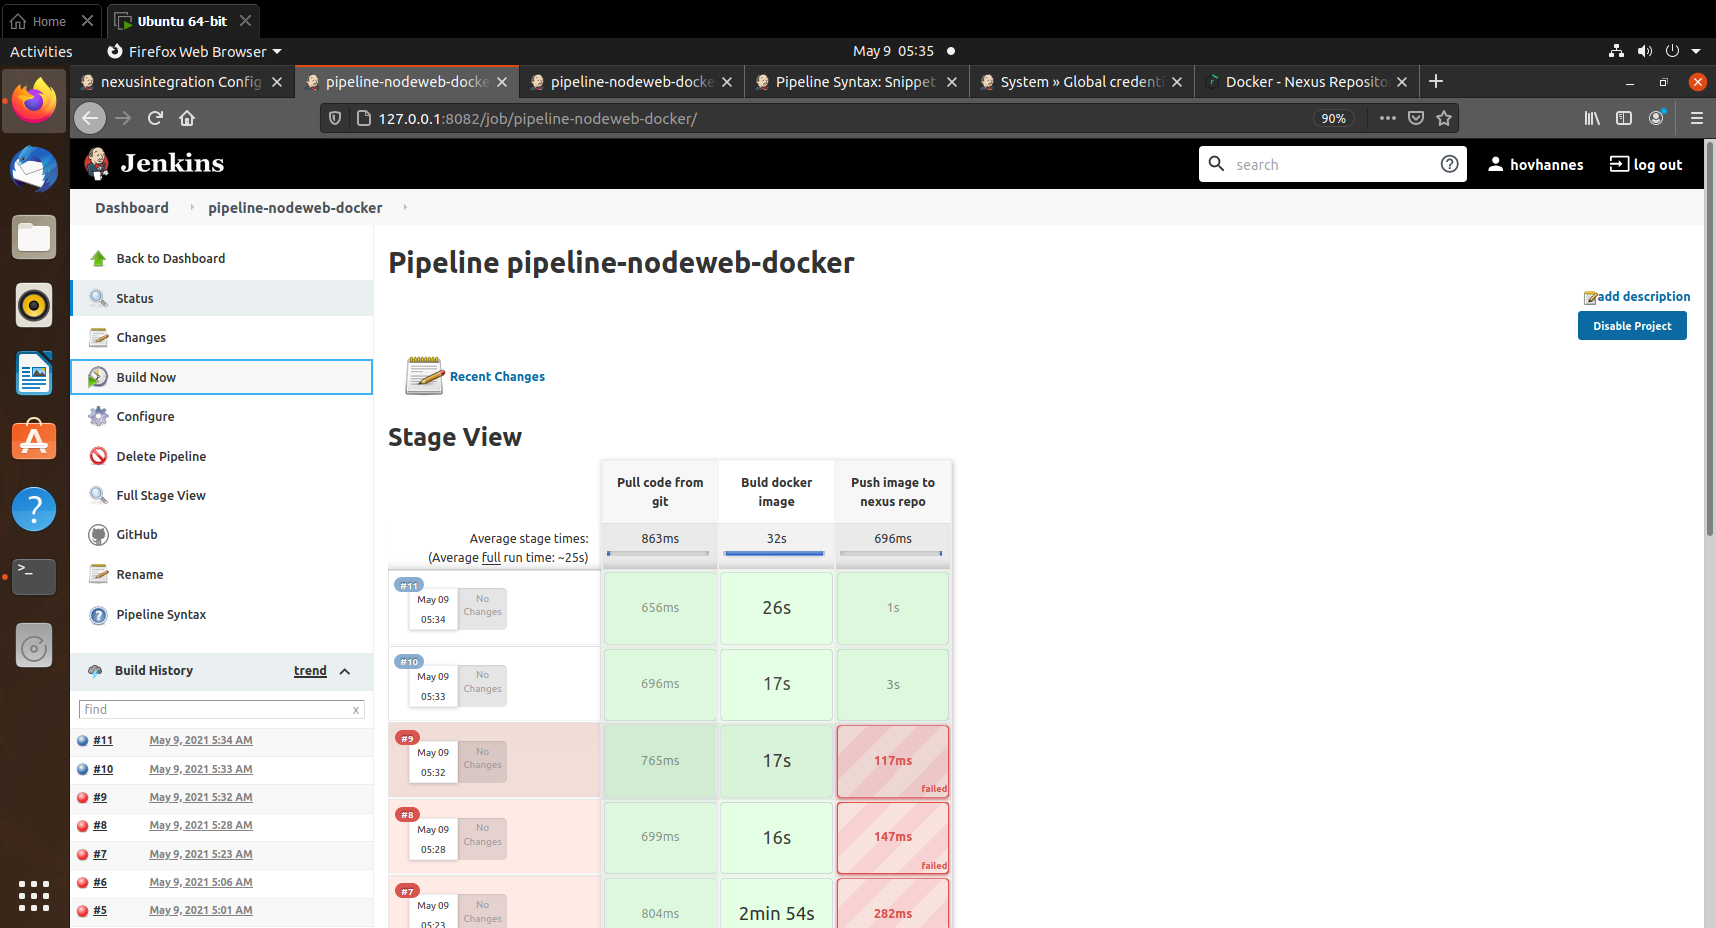 Home
Ubuntu 64-bit
Activities
Firefox Web Browser
May 9 05:35
nexusintegration Config
pipeline-nodeweb-docke
pipeline-nodeweb-docke
Pipeline Syntax: Snippet
System » Global credent
Docker - Nexus Reposito
127.0.0.1:8082/job/pipeline-nodeweb-docker/
90%
Jenkins
search
hovhannes
log out
Dashboard
pipeline-nodeweb-docker
Back to Dashboard
Status
Changes
Build Now
Configure
Delete Pipeline
Full Stage View
GitHub
Rename
Pipeline Syntax
Build History
trend
find
x
#11 May 9, 2021 5:34 AM
#10 May 9, 2021 5:33 AM
#9 May 9, 2021 5:32 AM
#8 May 9, 2021 5:28 AM
#7 May 9, 2021 5:23 AM
#6 May 9, 2021 5:06 AM
#5 May 9, 2021 5:01 AM
Pipeline pipeline-nodeweb-docker
add description
Disable Project
Recent Changes
Stage View
Pull code from
git
Buld docker
image
Push image to
nexus repo
Average stage times:
(Average full run time: ~25s)
863ms
32s
696ms
#11
May 09
05:34
No
Changes
656ms
26s
1s
#10
May 09
05:33
No
Changes
696ms
17s
3s
#9
May 09
05:32
No
Changes
765ms
17s
117ms
failed
#8
May 09
05:28
No
Changes
699ms
16s
147ms
failed
#7
May 09
05:23
No
Changes
804ms
2min 54s
282ms